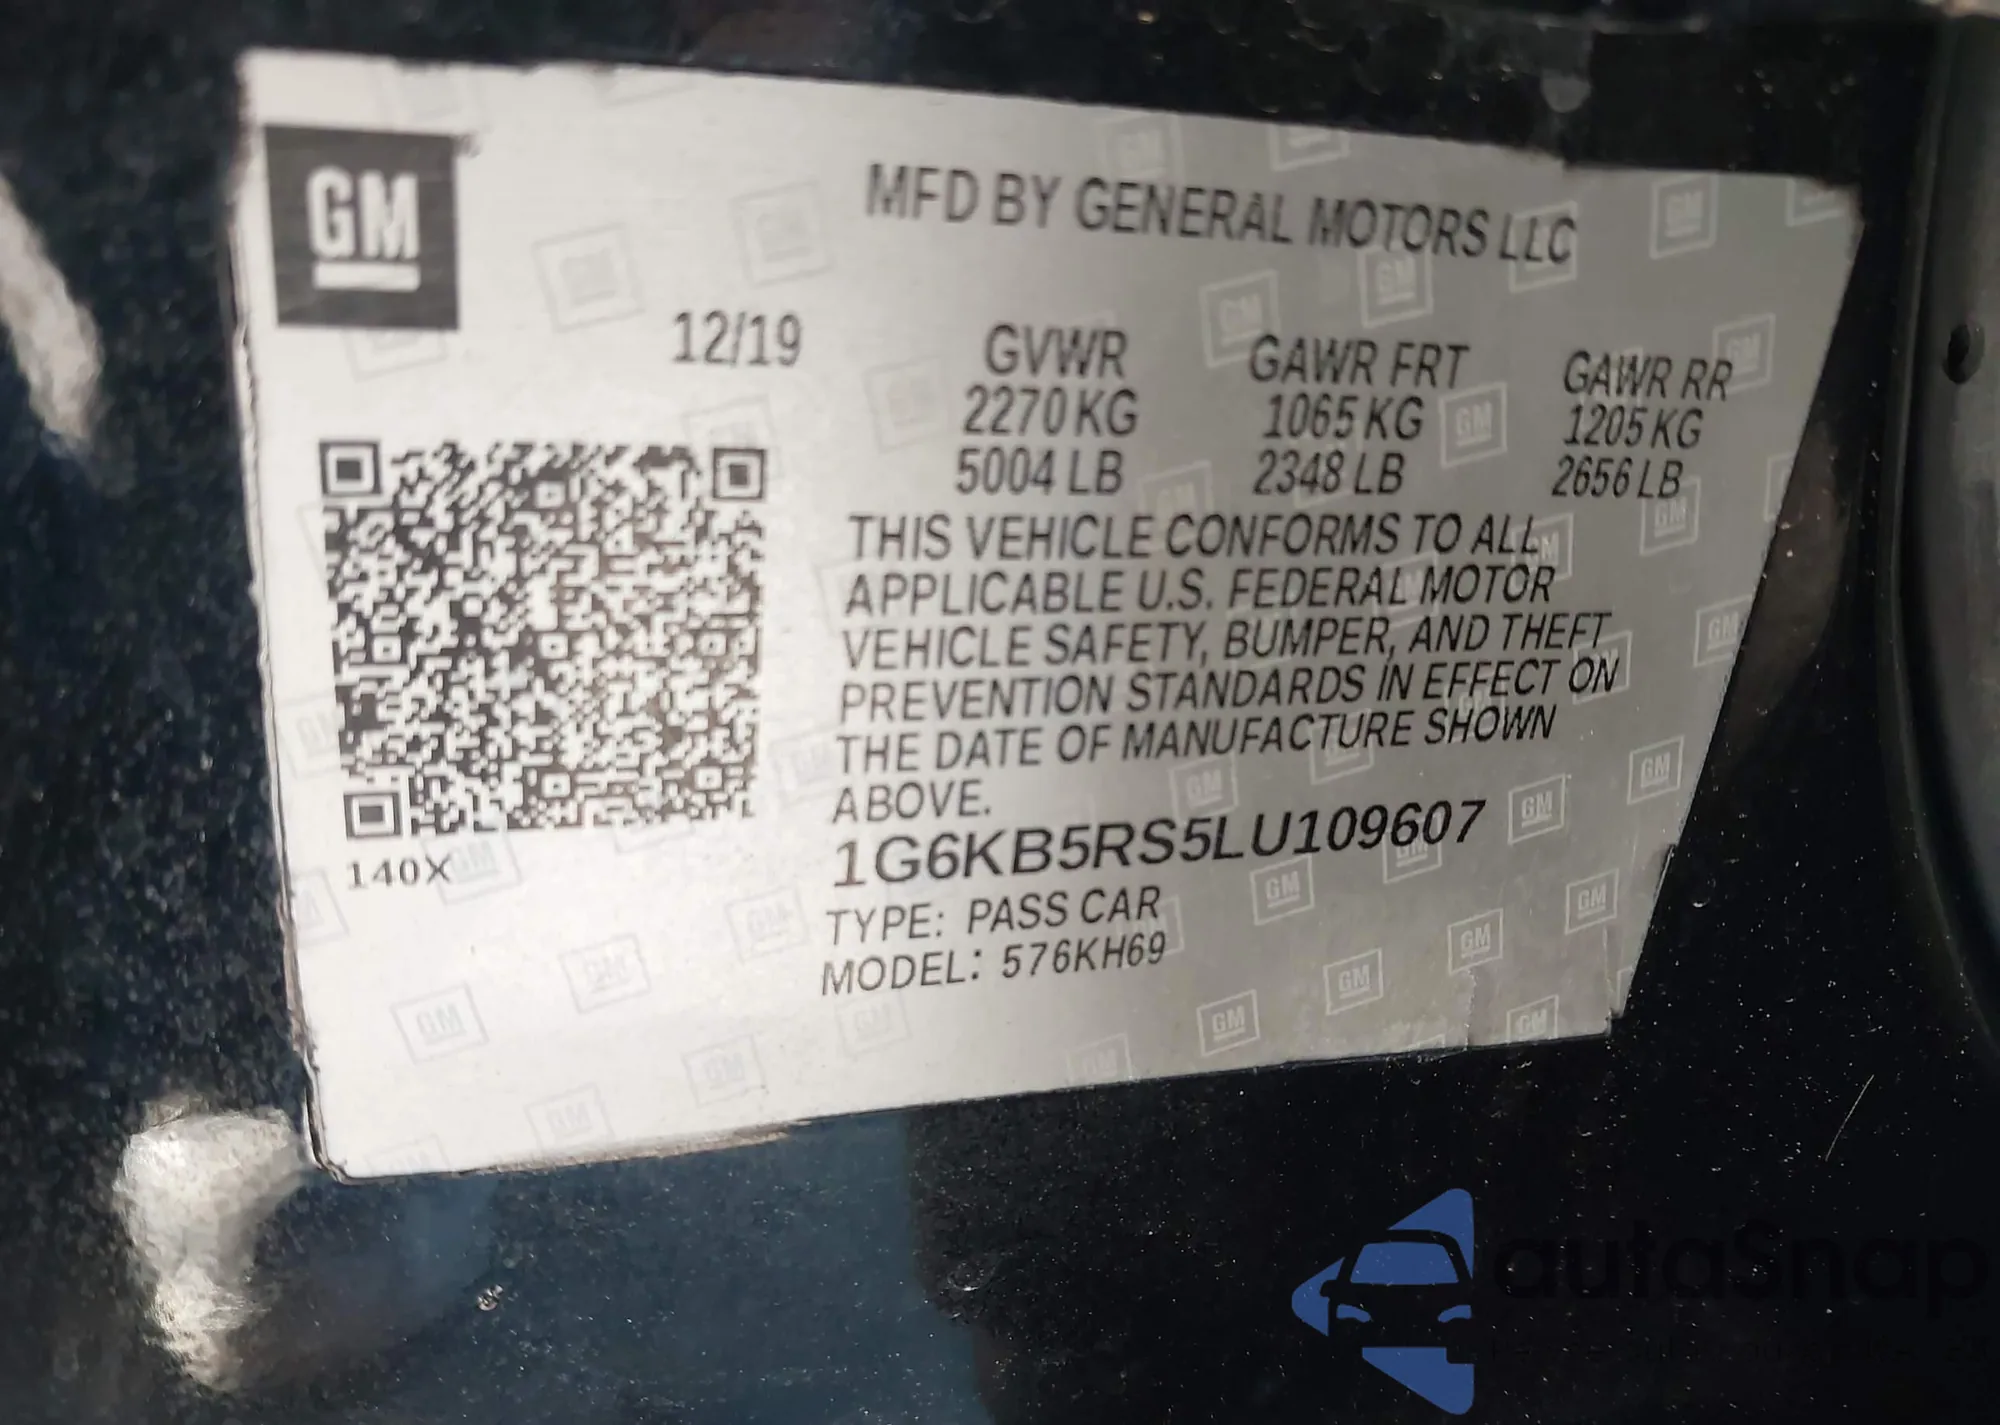 GM
MFD BY GENERAL MOTORS LLC
12/19
GVWR GAWR FRT GAWR RR
2270 KG 1065 KG 1205 KG
5004 LB 2348 LB 2656 LB
THIS VEHICLE CONFORMS TO ALL
APPLICABLE U.S. FEDERAL MOTOR
VEHICLE SAFETY, BUMPER, AND THEFT
PREVENTION STANDARDS IN EFFECT ON
THE DATE OF MANUFACTURE SHOWN
ABOVE.
1G6KB5RS5LU109607
TYPE: PASS CAR
MODEL: 576KH69
140X
autaSnap